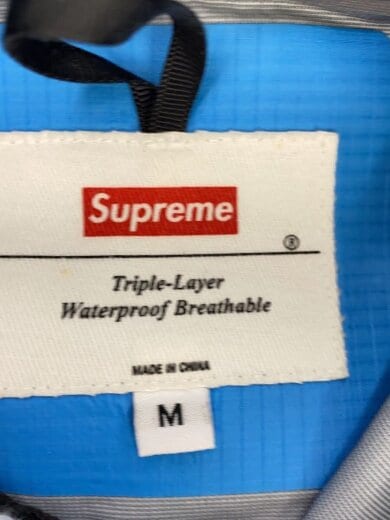 Supreme
®
Triple-Layer
Waterproof Breathable
MADE IN CHINA
M